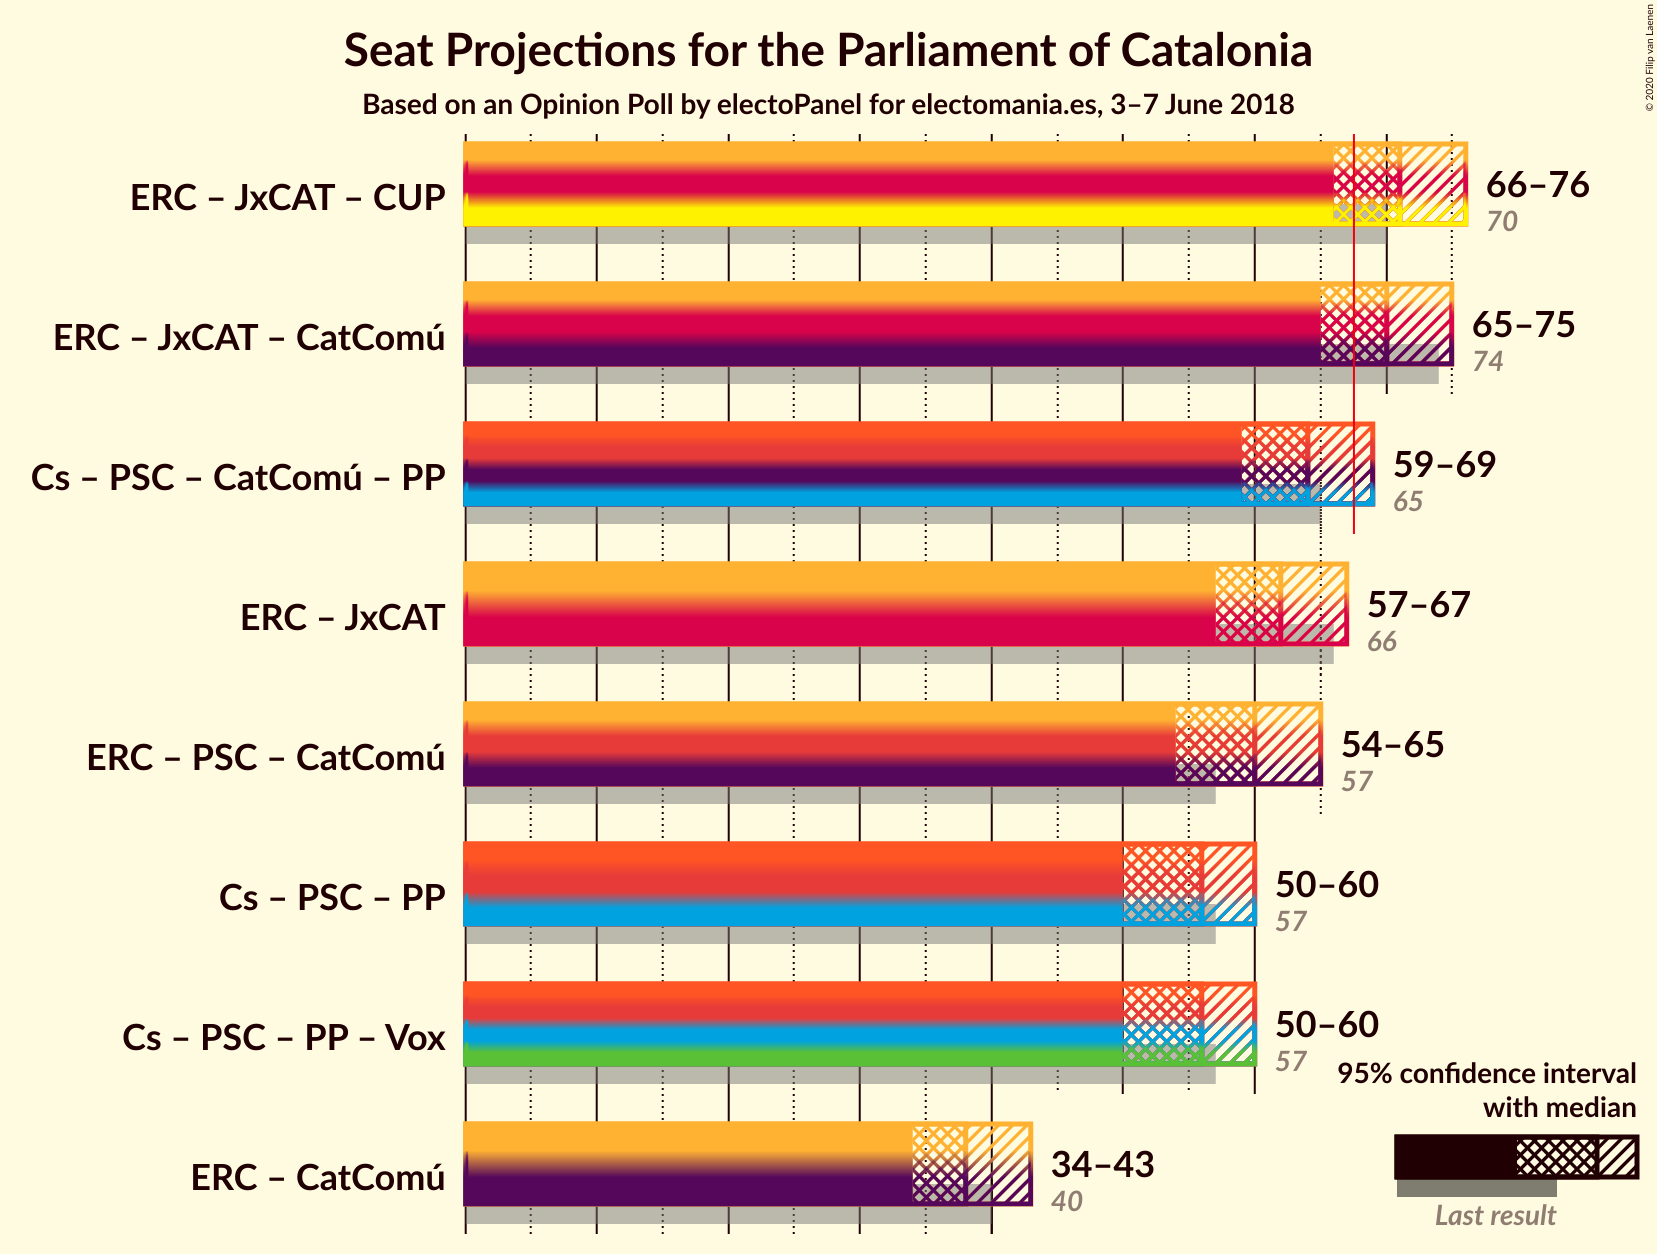 Seat Projections for the Parliament of Catalonia
Based on an Opinion Poll by electoPanel for electomania.es, 3–7 June 2018
© 2020 Filip van Laenen
ERC – JxCAT – CUP
66–76
70
ERC – JxCAT – CatComú
65–75
74
Cs – PSC – CatComú – PP
59–69
65
ERC – JxCAT
57–67
66
ERC – PSC – CatComú
54–65
57
Cs – PSC – PP
50–60
57
Cs – PSC – PP – Vox
50–60
57
ERC – CatComú
34–43
40
95% confidence interval
with median
Last result